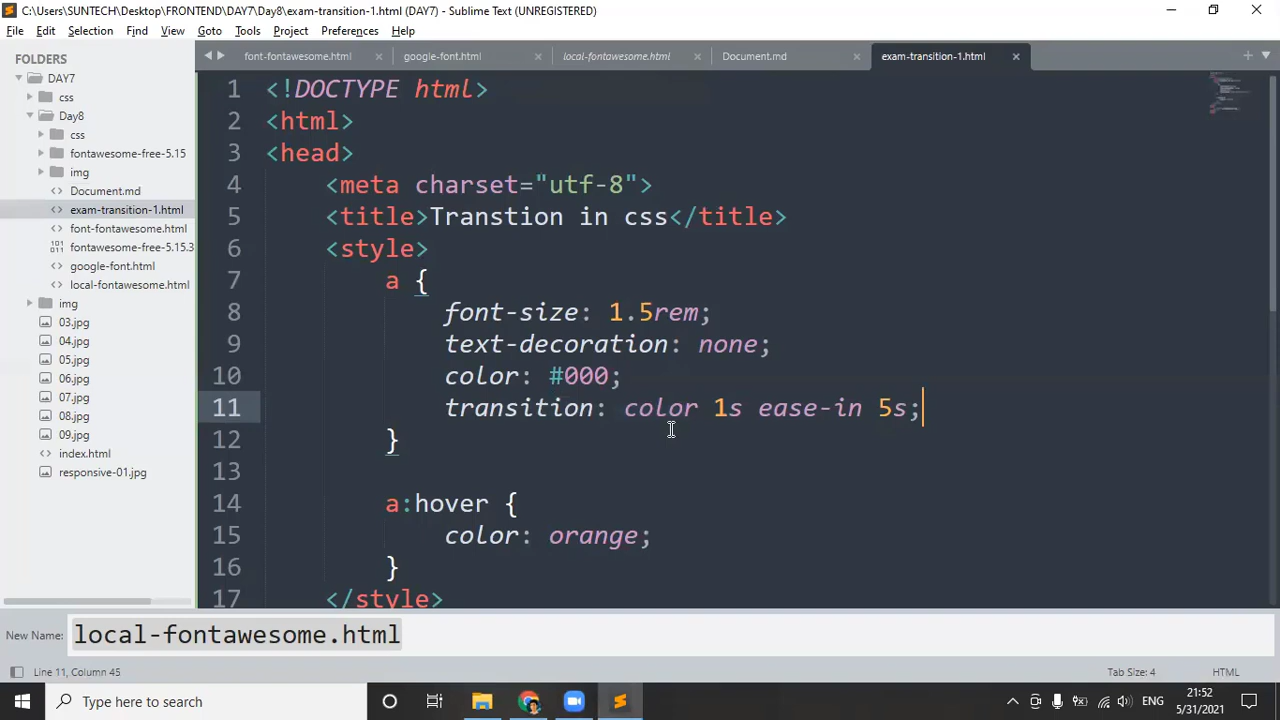 C:\Users\SUNTECH\Desktop\FRONTEND\DAY7\Day8\exam-transition-1.html (DAY7) - Sublime Text (UNREGISTERED)
File Edit Selection Find View Goto Tools Project Preferences Help
FOLDERS
DAY7
css
Day8
css
fontawesome-free-5.15
img
Document.md
exam-transition-1.html
font-fontawesome.html
fontawesome-free-5.15.3
google-font.html
local-fontawesome.html
img
03.jpg
04.jpg
05.jpg
06.jpg
07.jpg
08.jpg
09.jpg
index.html
responsive-01.jpg
font-fontawesome.html google-font.html local-fontawesome.html Document.md exam-transition-1.html
1 <!DOCTYPE html>
2 <html>
3 <head>
4 <meta charset="utf-8">
5 <title>Transtion in css</title>
6 <style>
7 a {
8 font-size: 1.5rem;
9 text-decoration: none;
10 color: #000;
11 transition: color 1s ease-in 5s;
12 }
13
14 a:hover {
15 color: orange;
16 }
17 </style>
New Name: local-fontawesome.html
Line 11, Column 45 Tab Size: 4 HTML
Type here to search ENG 21:52
5/31/2021